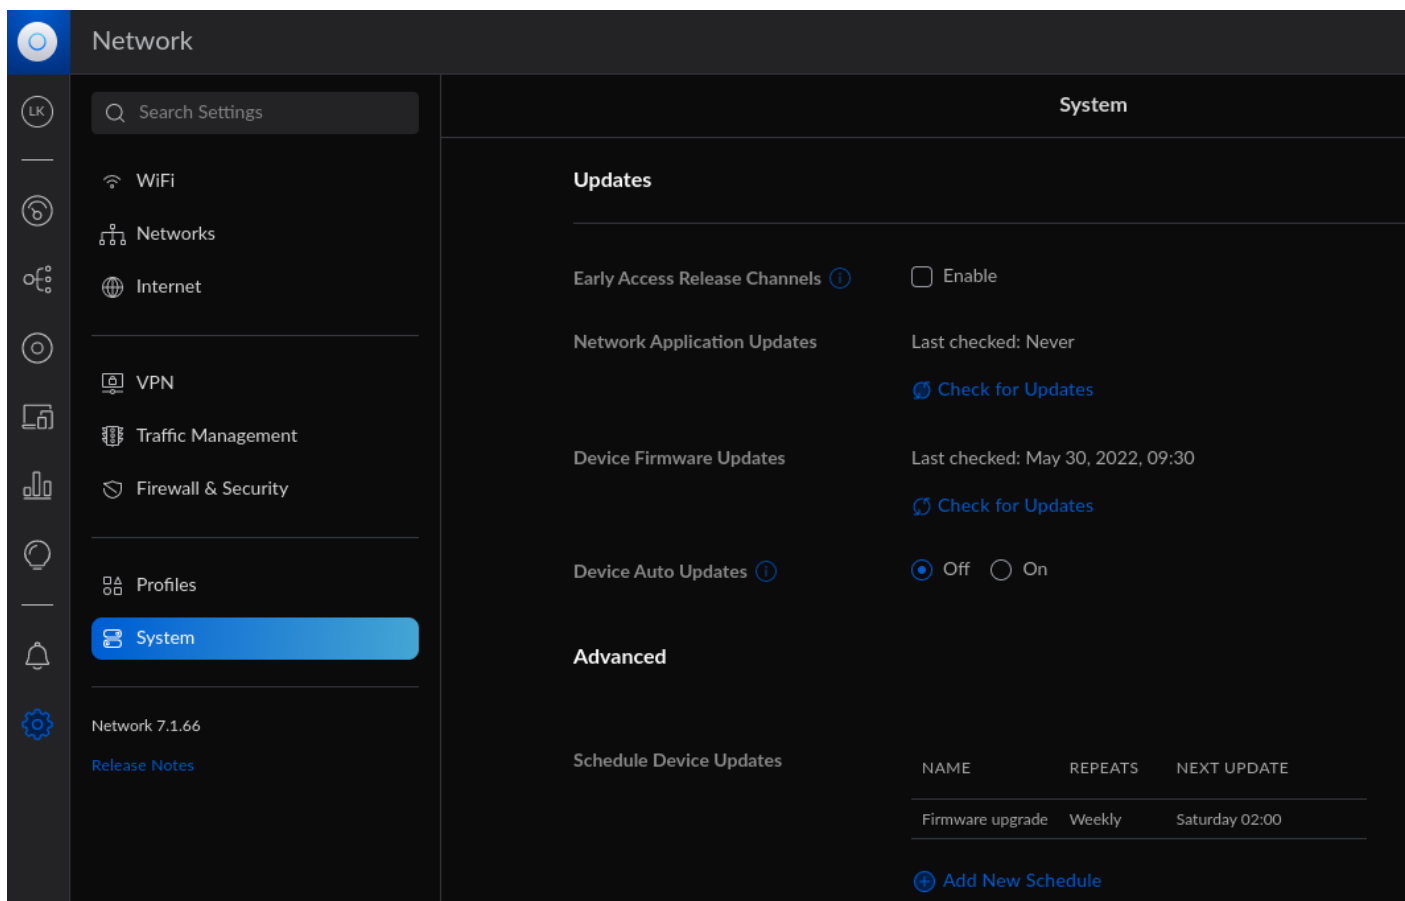 Network
LK
Search Settings
WiFi
Networks
Internet
VPN
Traffic Management
Firewall & Security
Profiles
System
Network 7.1.66
Release Notes
System
Updates
Early Access Release Channels
Enable
Network Application Updates
Last checked: Never
Check for Updates
Device Firmware Updates
Last checked: May 30, 2022, 09:30
Check for Updates
Device Auto Updates
Off
On
Advanced
Schedule Device Updates
NAME REPEATS NEXT UPDATE
Firmware upgrade Weekly Saturday 02:00
Add New Schedule